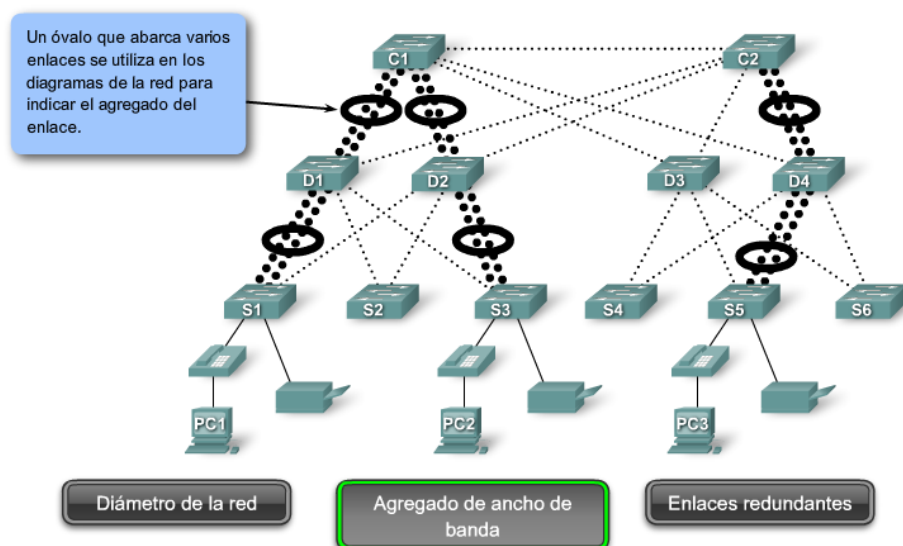 Un óvalo que abarca varios
enlaces se utiliza en los
diagramas de la red para
indicar el agregado del
enlace.
C1
C2
D1
D2
D3
D4
S1
S2
S3
S4
S5
S6
PC1
PC2
PC3
Diámetro de la red
Agregado de ancho de
banda
Enlaces redundantes